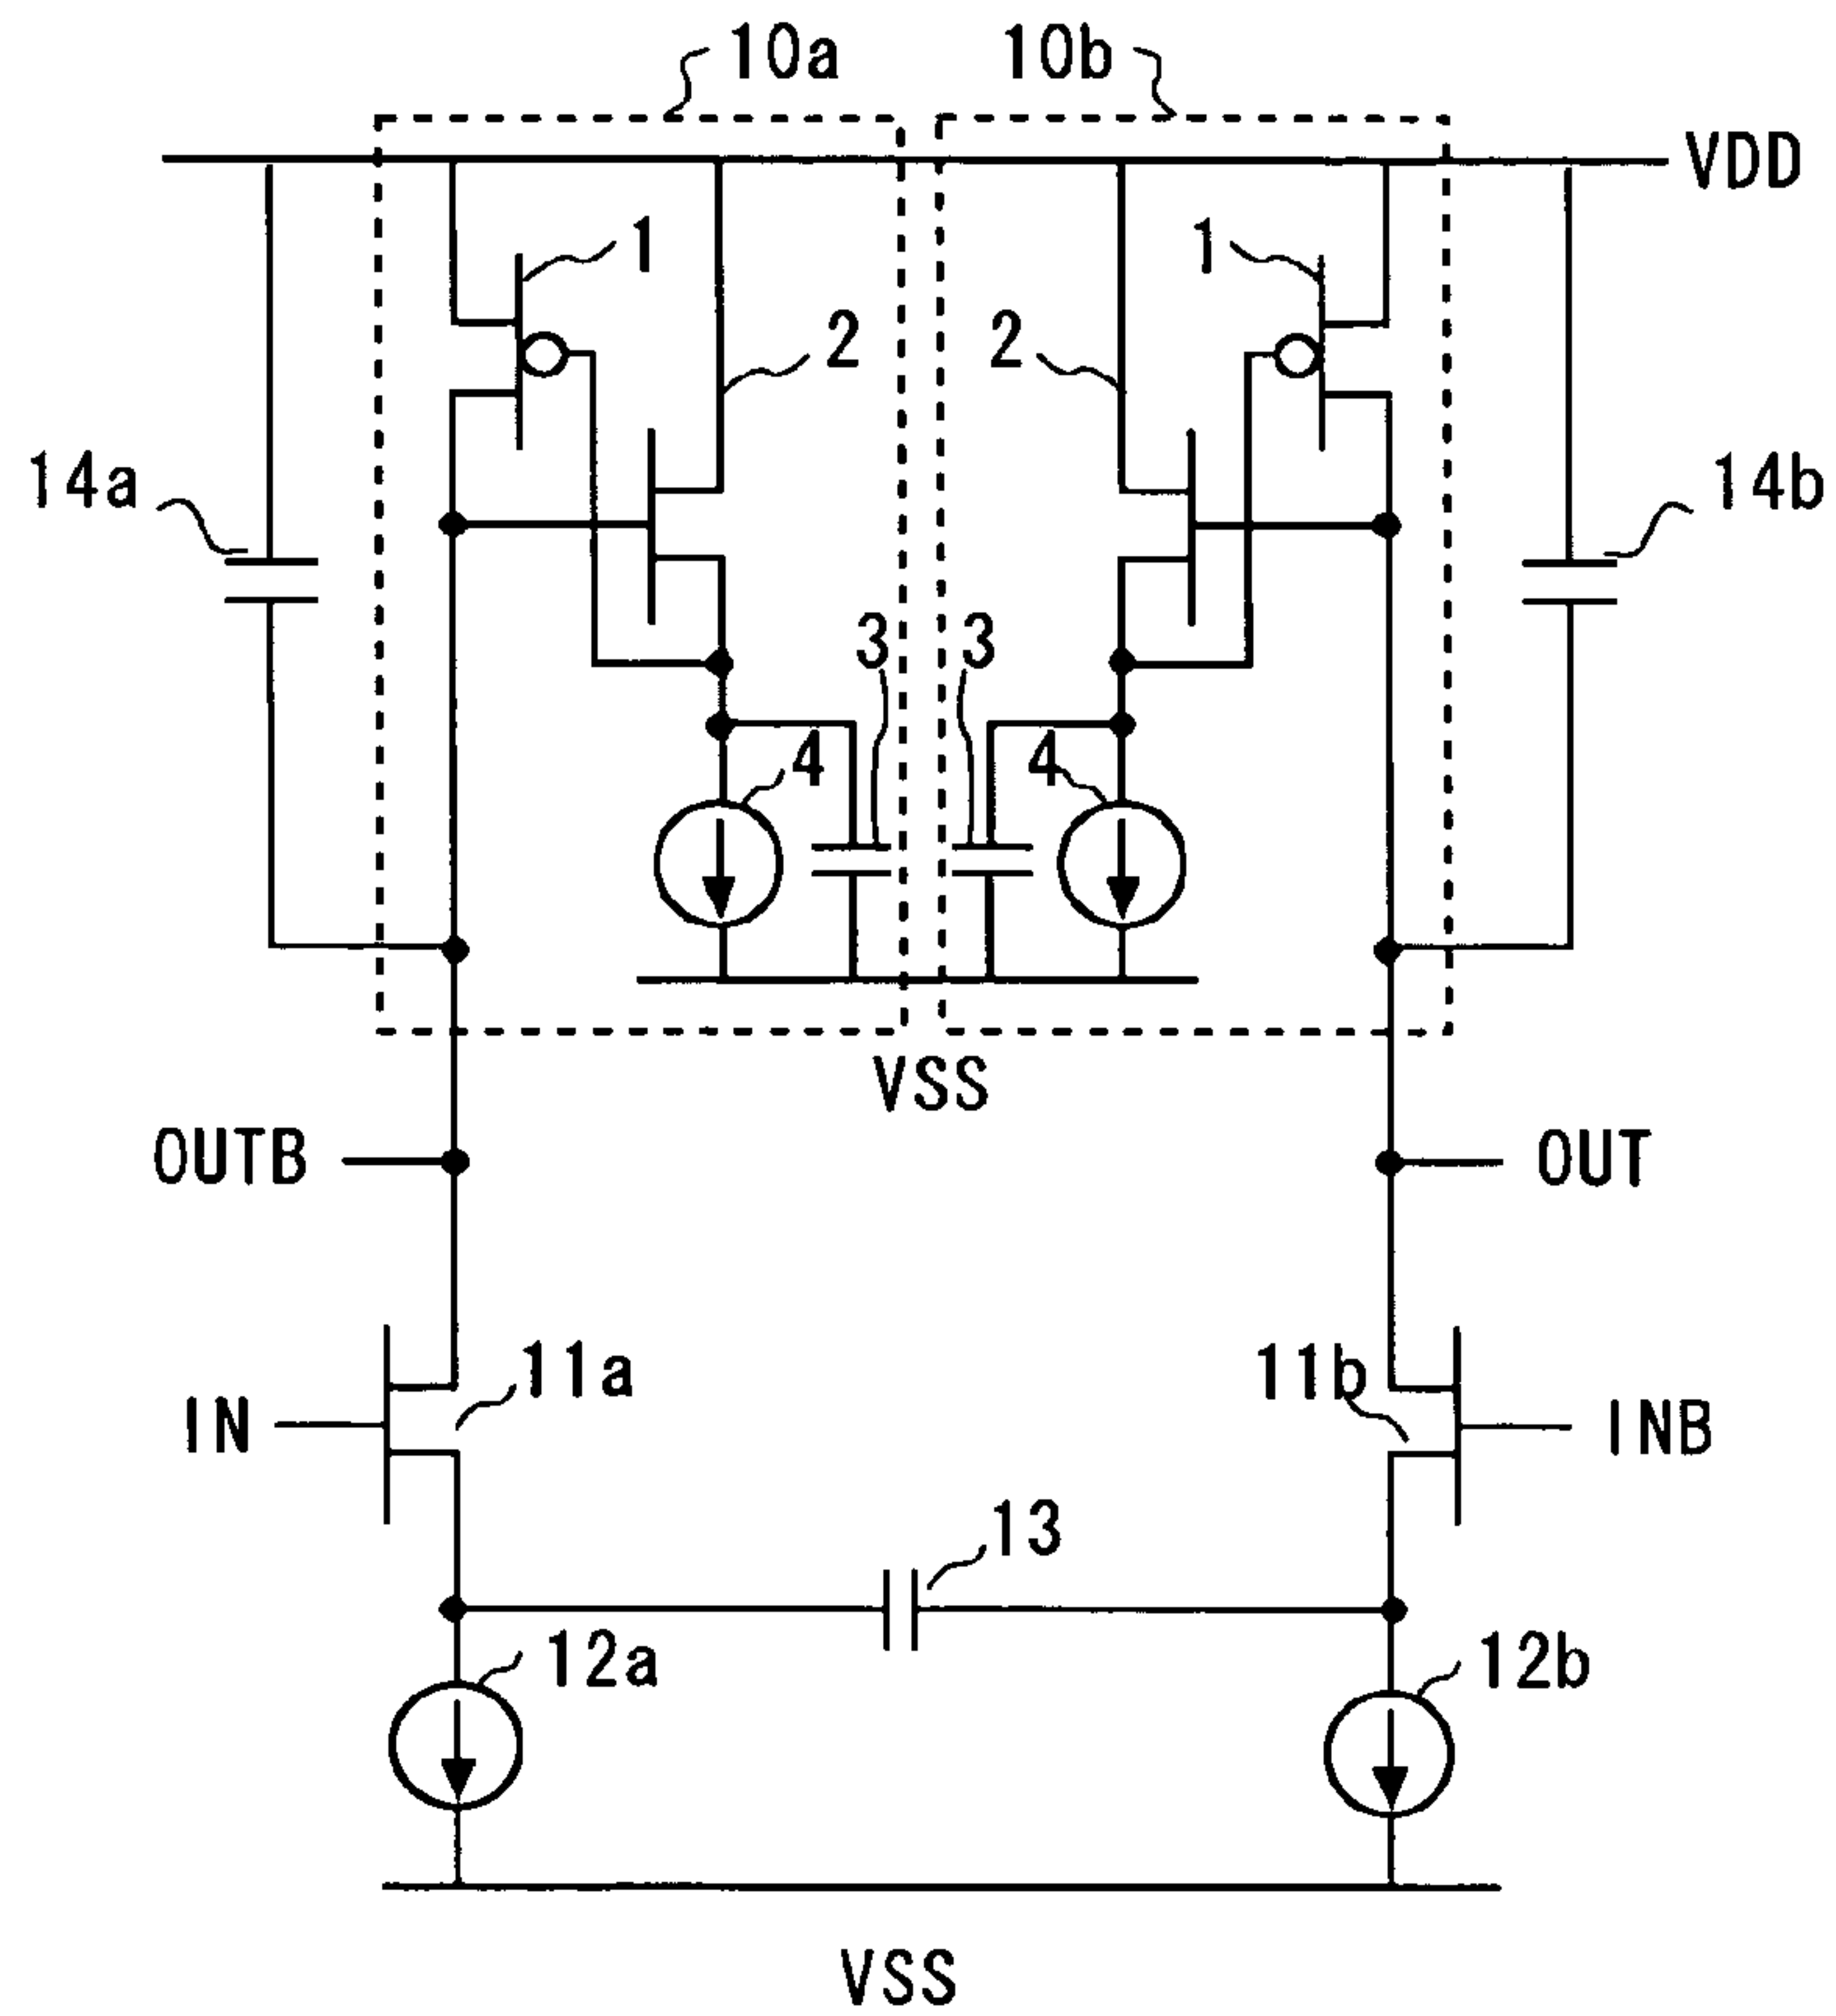 10a 10b
VDD
1 1
2 2
14a 14b
3 3
4 4
VSS
OUTB OUT
11a 11b
IN INB
13
12a 12b
VSS